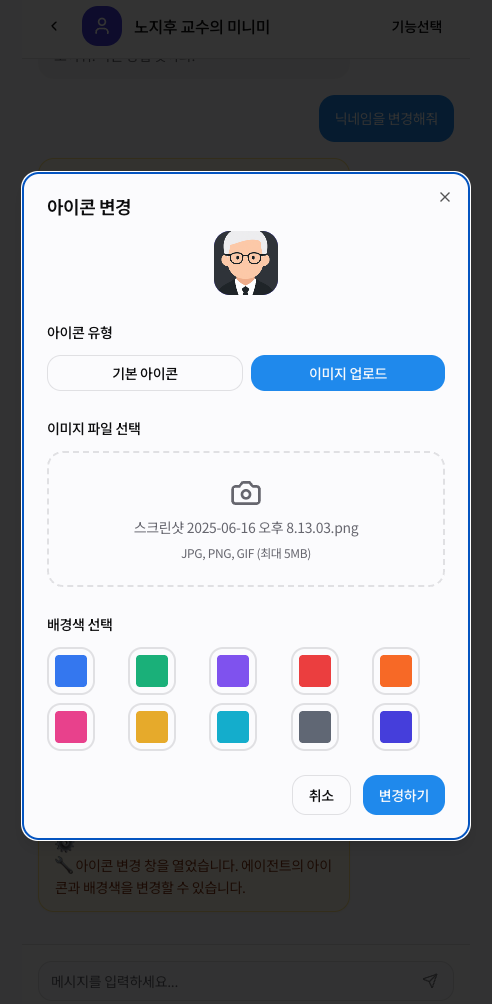 노지후 교수의 미니미
기능선택
닉네임을 변경해줘
아이콘 변경
아이콘 유형
기본 아이콘
이미지 업로드
이미지 파일 선택
스크린샷 2025-06-16 오후 8.13.03.png
JPG, PNG, GIF (최대 5MB)
배경색 선택
취소
변경하기
아이콘 변경 창을 열었습니다. 에이전트의 아이
콘과 배경색을 변경할 수 있습니다.
메시지를 입력하세요...